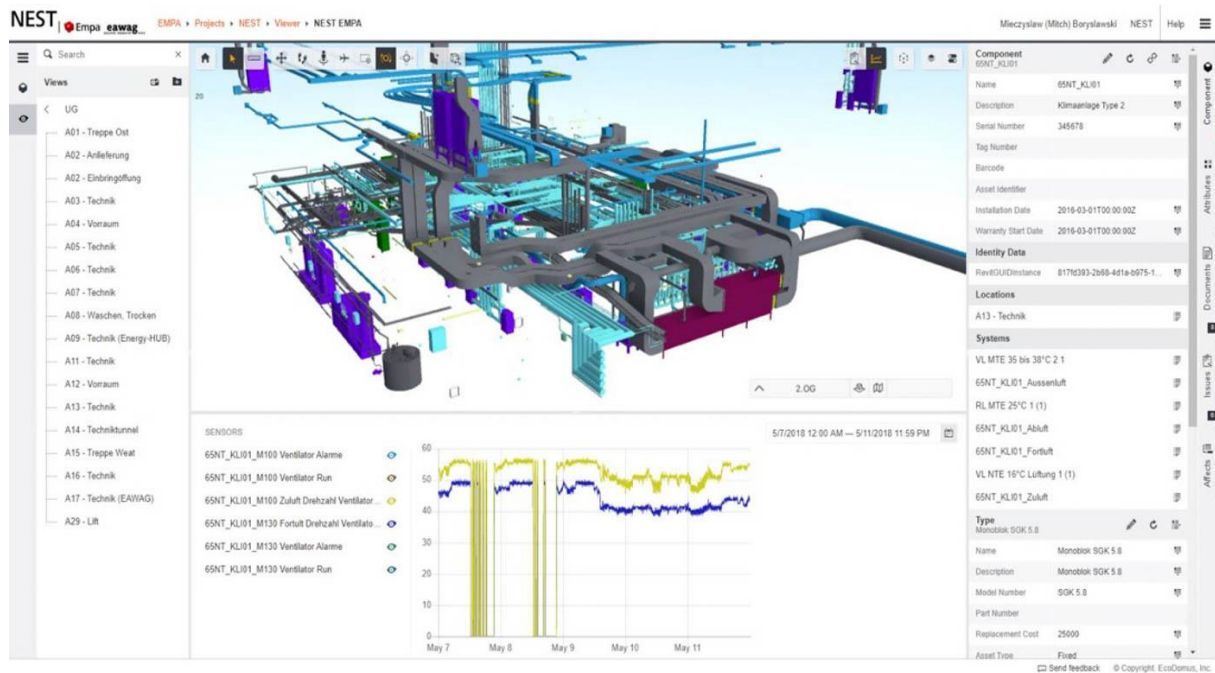 NEST Empa eawag EMPA Projects NEST Viewer NEST EMPA Mieczyslaw (Mitch) Boryslawski NEST Help
Search
Views
UG
A01 - Treppe Ost
A02 - Anlieferung
A02 - Einbringöffung
A03 - Technik
A04 - Vorraum
A05 - Technik
A06 - Technik
A07 - Technik
A08 - Waschen, Trocken
A09 - Technik (Energy-HUB)
A11 - Technik
A12 - Vorraum
A13 - Technik
A14 - Techniktunnel
A15 - Treppe Weat
A16 - Technik
A17 - Technik (EAWAG)
A29 - Lift
20
2.OG
SENSORS
5/7/2018 12:00 AM — 5/11/2018 11:59 PM
65NT_KLI01_M100 Ventilator Alarme
65NT_KLI01_M100 Ventilator Run
65NT_KLI01_M100 Zuluft Drehzahl Ventilator...
65NT_KLI01_M130 Fortuft Drehzahl Ventilato...
65NT_KLI01_M130 Ventilator Alarme
65NT_KLI01_M130 Ventilator Run
60
50
40
30
20
10
0
May 7 May 8 May 9 May 10 May 11
Component
65NT_KLI01
Name 65NT_KLI01
Description Klimaanlage Type 2
Serial Number 345678
Tag Number
Barcode
Asset Identifier
Installation Date 2016-03-01T00:00:00Z
Warranty Start Date 2016-03-01T00:00:00Z
Identity Data
RevitGUIDInstance 817fd393-2b68-4d1a-b975-1...
Locations
A13 - Technik
Systems
VL MTE 35 bis 38°C 2 1
65NT_KLI01_Aussenluft
RL MTE 25°C 1 (1)
65NT_KLI01_Abluft
65NT_KLI01_Fortluft
VL NTE 16°C Lüftung 1 (1)
65NT_KLI01_Zuluft
Type
Monoblok SGK 5.8
Name Monoblok SGK 5.8
Description Monoblok SGK 5.8
Model Number SGK 5.8
Part Number
Replacement Cost 25000
Asset Type Fixed
Component
Attributes
Documents
Issues
Affects
Send feedback © Copyright. EcoDomus, Inc.